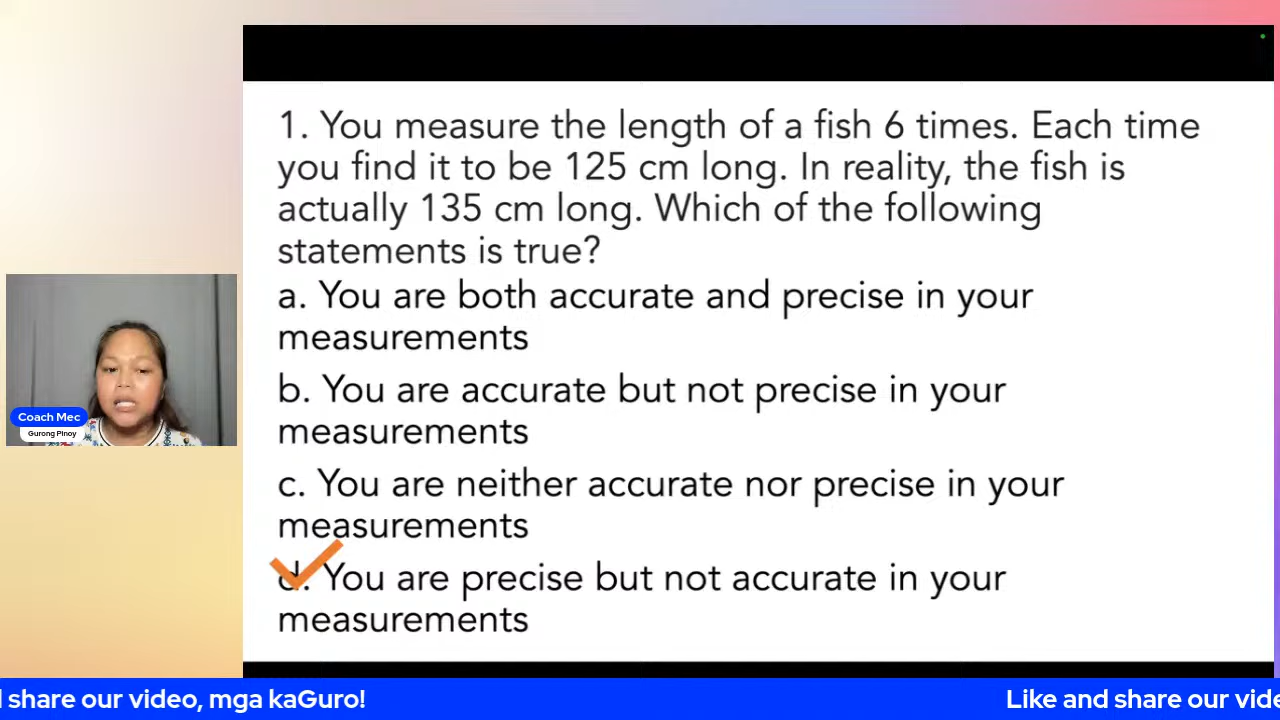 1. You measure the length of a fish 6 times. Each time
you find it to be 125 cm long. In reality, the fish is
actually 135 cm long. Which of the following
statements is true?
a. You are both accurate and precise in your
measurements
b. You are accurate but not precise in your
measurements
c. You are neither accurate nor precise in your
measurements
d. You are precise but not accurate in your
measurements
Coach Mec
Gurong Pinoy
share our video, mga kaGuro!
Like and share our